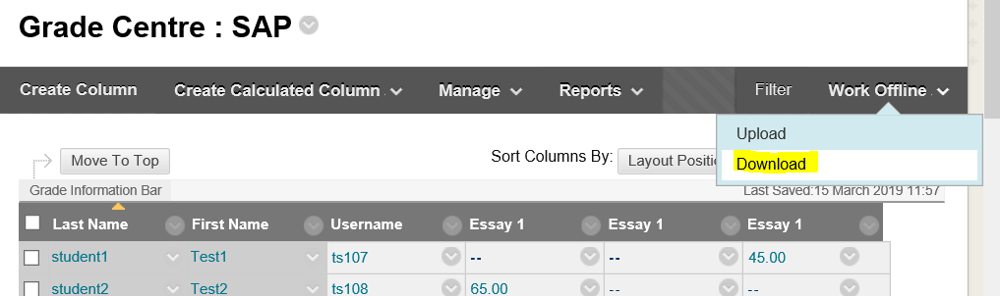 Grade Centre : SAP
Create Column Create Calculated Column Manage Reports Filter Work Offline
Upload
Download
Move To Top Sort Columns By: Layout Positio
Grade Information Bar Last Saved:15 March 2019 11:57
Last Name First Name Username Essay 1 Essay 1 Essay 1
student1 Test1 ts107 -- -- 45.00
student2 Test2 ts108 65.00 -- --